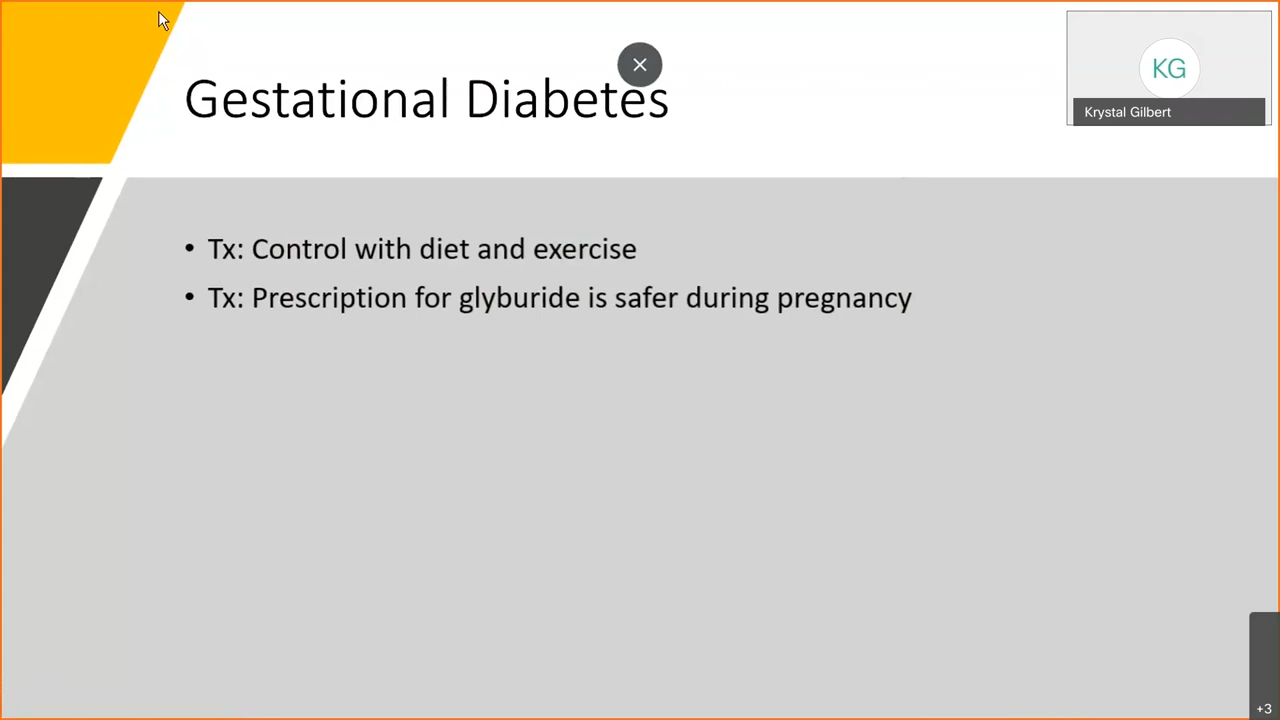 Gestational Diabetes
KG
Krystal Gilbert
• Tx: Control with diet and exercise
• Tx: Prescription for glyburide is safer during pregnancy
+3